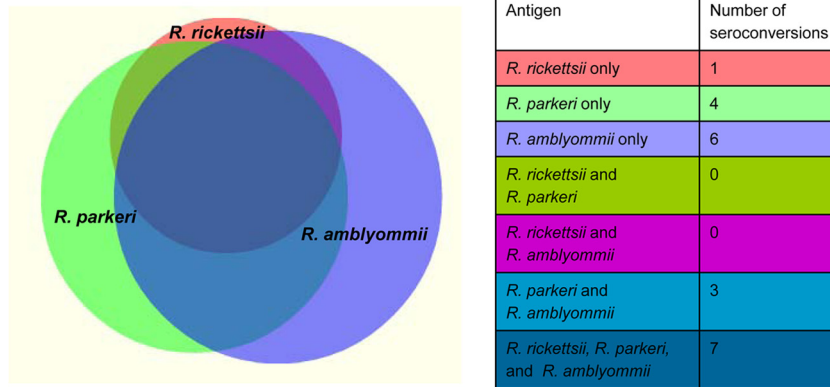 R. rickettsii
R. parkeri
R. amblyommii
Antigen
Number of
seroconversions
R. rickettsii only
1
R. parkeri only
4
R. amblyommii only
6
R. rickettsii and
R. parkeri
0
R. rickettsii and
R. amblyommii
0
R. parkeri and
R. amblyommii
3
R. rickettsii, R. parkeri,
and R. amblyommii
7